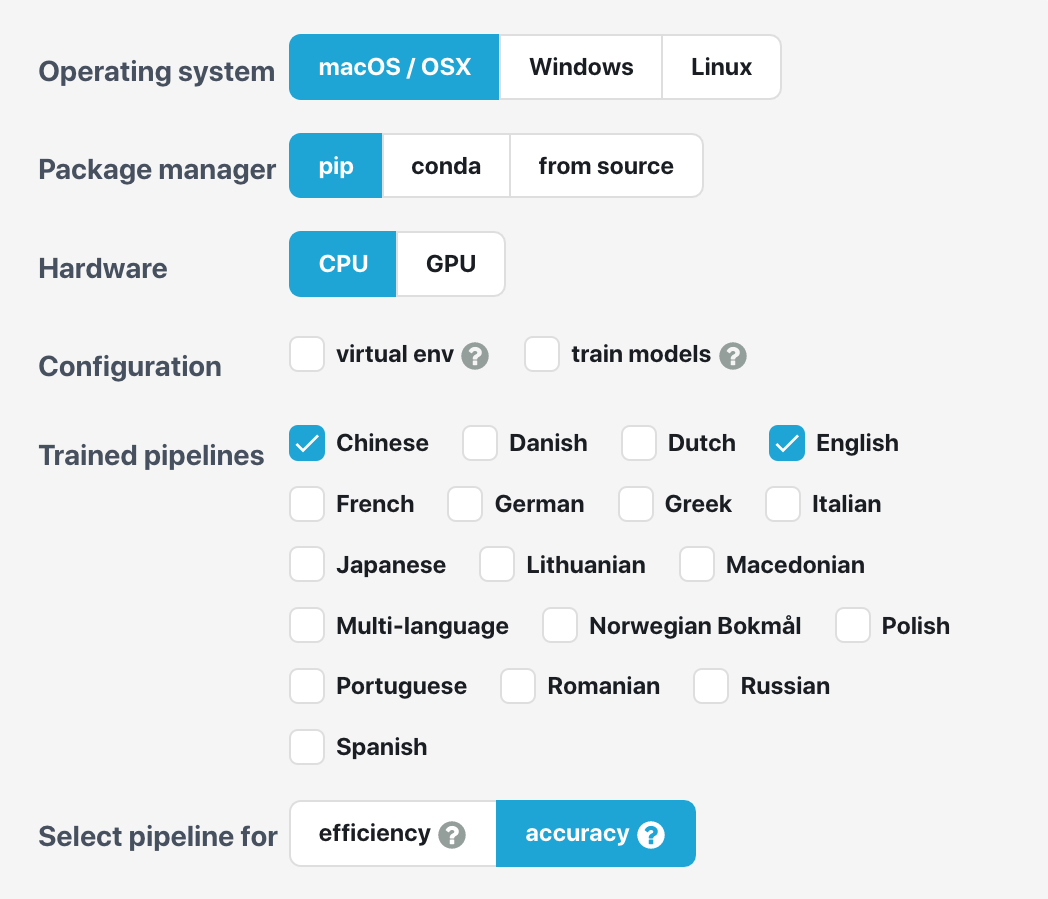 Operating system macOS / OSX Windows Linux
Package manager pip conda from source
Hardware CPU GPU
Configuration virtual env ? train models ?
Trained pipelines Chinese Danish Dutch English
French German Greek Italian
Japanese Lithuanian Macedonian
Multi-language Norwegian Bokmål Polish
Portuguese Romanian Russian
Spanish
Select pipeline for efficiency ? accuracy ?